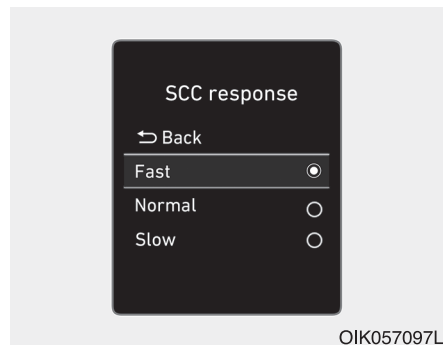 SCC response
Back
Fast
Normal
Slow
OIK057097L